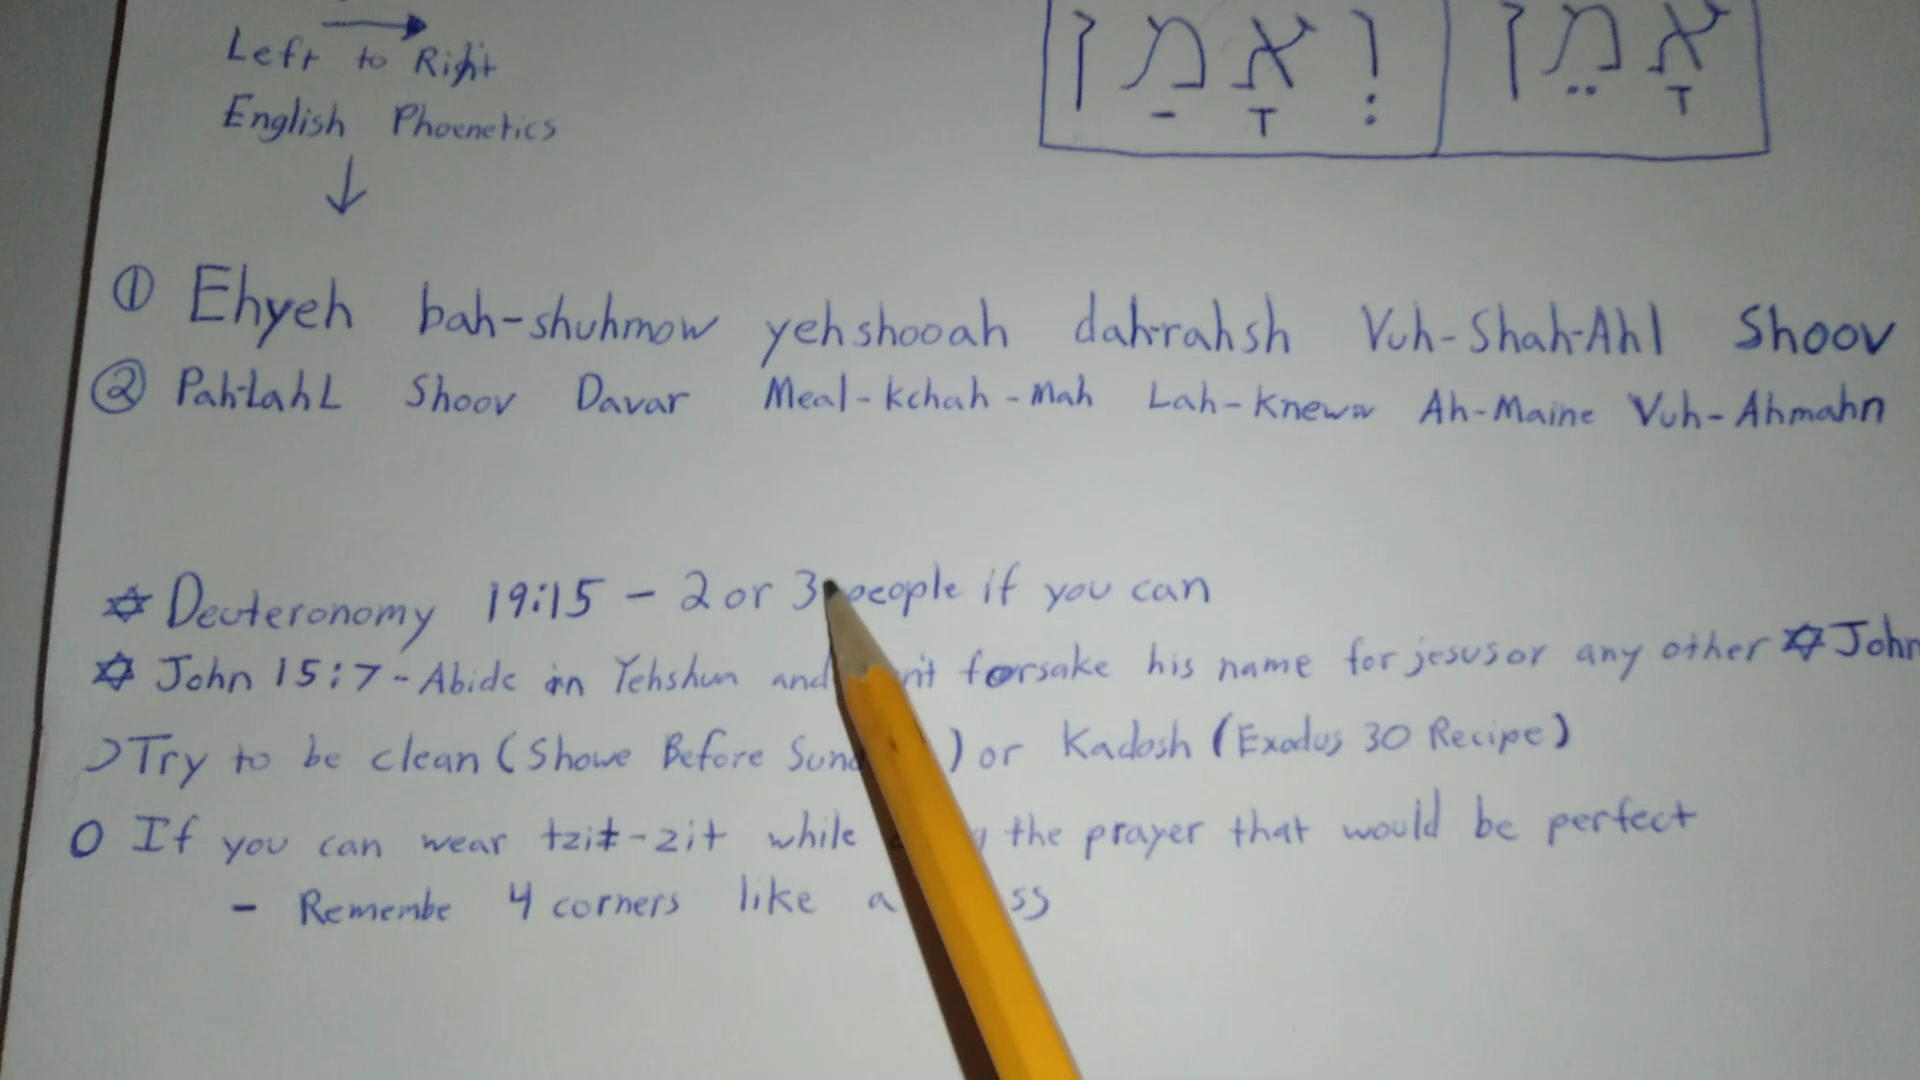 Left to Right
English Phoenetics
אָמֵן וְאָמַן
① Ehyeh bah-shuhmow yehshooah dah-rahsh Vuh-Shah-Ahl Shoov
② Pah-LahL Shoov Davar Meal-kchah-mah Lah-Knew Ah-Maine Vuh-Ahmahn
✡ Deuteronomy 19:15 - 2 or 3 people if you can
✡ John 15:7 - Abide in Yehshua and forsake his name for jesus or any other ✡ John
Try to be clean (Showe Before ) or Kadosh (Exodus 30 Recipe)
O If you can wear tzit-zit while the prayer that would be perfect
- Remembe 4 corners like a